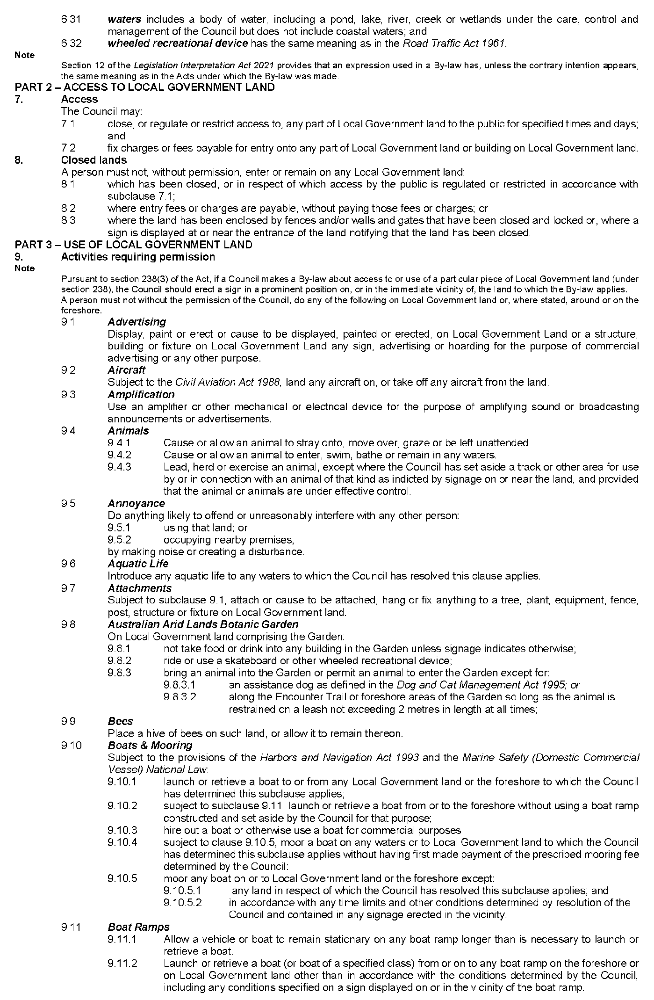 6.31 waters includes a body of water, including a pond, lake, river, creek or wetlands under the care, control and
management of the Council but does not include coastal waters; and
6.32 wheeled recreational device has the same meaning as in the Road Traffic Act 1961.
Note
Section 12 of the Legislation Interpretation Act 2021 provides that an expression used in a By-law has, unless the contrary intention appears,
the same meaning as in the Acts under which the By-law was made.
PART 2 – ACCESS TO LOCAL GOVERNMENT LAND
7. Access
The Council may:
7.1 close, or regulate or restrict access to, any part of Local Government land to the public for specified times and days;
and
7.2 fix charges or fees payable for entry onto any part of Local Government land or building on Local Government land.
8. Closed lands
A person must not, without permission, enter or remain on any Local Government land:
8.1 which has been closed, or in respect of which access by the public is regulated or restricted in accordance with
subclause 7.1;
8.2 where entry fees or charges are payable, without paying those fees or charges; or
8.3 where the land has been enclosed by fences and/or walls and gates that have been closed and locked or, where a
sign is displayed at or near the entrance of the land notifying that the land has been closed.
PART 3 – USE OF LOCAL GOVERNMENT LAND
9. Activities requiring permission
Note
Pursuant to section 238(3) of the Act, if a Council makes a By-law about access to or use of a particular piece of Local Government land (under
section 238), the Council should erect a sign in a prominent position on, or in the immediate vicinity of, the land to which the By-law applies.
A person must not without the permission of the Council, do any of the following on Local Government land or, where stated, around or on the
foreshore.
9.1 Advertising
Display, paint or erect or cause to be displayed, painted or erected, on Local Government Land or a structure,
building or fixture on Local Government Land any sign, advertising or hoarding for the purpose of commercial
advertising or any other purpose.
9.2 Aircraft
Subject to the Civil Aviation Act 1988, land any aircraft on, or take off any aircraft from the land.
9.3 Amplification
Use an amplifier or other mechanical or electrical device for the purpose of amplifying sound or broadcasting
announcements or advertisements.
9.4 Animals
9.4.1 Cause or allow an animal to stray onto, move over, graze or be left unattended.
9.4.2 Cause or allow an animal to enter, swim, bathe or remain in any waters.
9.4.3 Lead, herd or exercise an animal, except where the Council has set aside a track or other area for use
by or in connection with an animal of that kind as indicted by signage on or near the land, and provided
that the animal or animals are under effective control.
9.5 Annoyance
Do anything likely to offend or unreasonably interfere with any other person:
9.5.1 using that land; or
9.5.2 occupying nearby premises,
by making noise or creating a disturbance.
9.6 Aquatic Life
Introduce any aquatic life to any waters to which the Council has resolved this clause applies.
9.7 Attachments
Subject to subclause 9.1, attach or cause to be attached, hang or fix anything to a tree, plant, equipment, fence,
post, structure or fixture on Local Government land.
9.8 Australian Arid Lands Botanic Garden
On Local Government land comprising the Garden:
9.8.1 not take food or drink into any building in the Garden unless signage indicates otherwise;
9.8.2 ride or use a skateboard or other wheeled recreational device;
9.8.3 bring an animal into the Garden or permit an animal to enter the Garden except for:
9.8.3.1 an assistance dog as defined in the Dog and Cat Management Act 1995; or
9.8.3.2 along the Encounter Trail or foreshore areas of the Garden so long as the animal is
restrained on a leash not exceeding 2 metres in length at all times;
9.9 Bees
Place a hive of bees on such land, or allow it to remain thereon.
9.10 Boats & Mooring
Subject to the provisions of the Harbors and Navigation Act 1993 and the Marine Safety (Domestic Commercial
Vessel) National Law:
9.10.1 launch or retrieve a boat to or from any Local Government land or the foreshore to which the Council
has determined this subclause applies;
9.10.2 subject to subclause 9.11, launch or retrieve a boat from or to the foreshore without using a boat ramp
constructed and set aside by the Council for that purpose;
9.10.3 hire out a boat or otherwise use a boat for commercial purposes
9.10.4 subject to clause 9.10.5, moor a boat on any waters or to Local Government land to which the Council
has determined this subclause applies without having first made payment of the prescribed mooring fee
determined by the Council:
9.10.5 moor any boat on or to Local Government land or the foreshore except:
9.10.5.1 any land in respect of which the Council has resolved this subclause applies; and
9.10.5.2 in accordance with any time limits and other conditions determined by resolution of the
Council and contained in any signage erected in the vicinity.
9.11 Boat Ramps
9.11.1 Allow a vehicle or boat to remain stationary on any boat ramp longer than is necessary to launch or
retrieve a boat.
9.11.2 Launch or retrieve a boat (or boat of a specified class) from or on to any boat ramp on the foreshore or
on Local Government land other than in accordance with the conditions determined by the Council,
including any conditions specified on a sign displayed on or in the vicinity of the boat ramp.